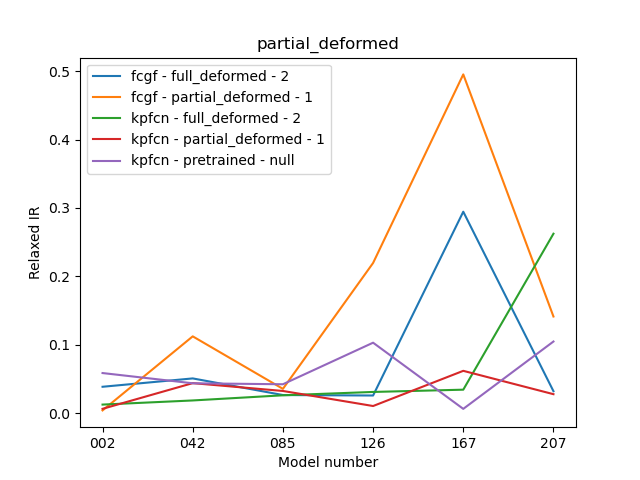 partial_deformed
fcgf - full_deformed - 2
fcgf - partial_deformed - 1
kpfcn - full_deformed - 2
kpfcn - partial_deformed - 1
kpfcn - pretrained - null
Relaxed IR
0.5
0.4
0.3
0.2
0.1
0.0
002 042 085 126 167 207
Model number